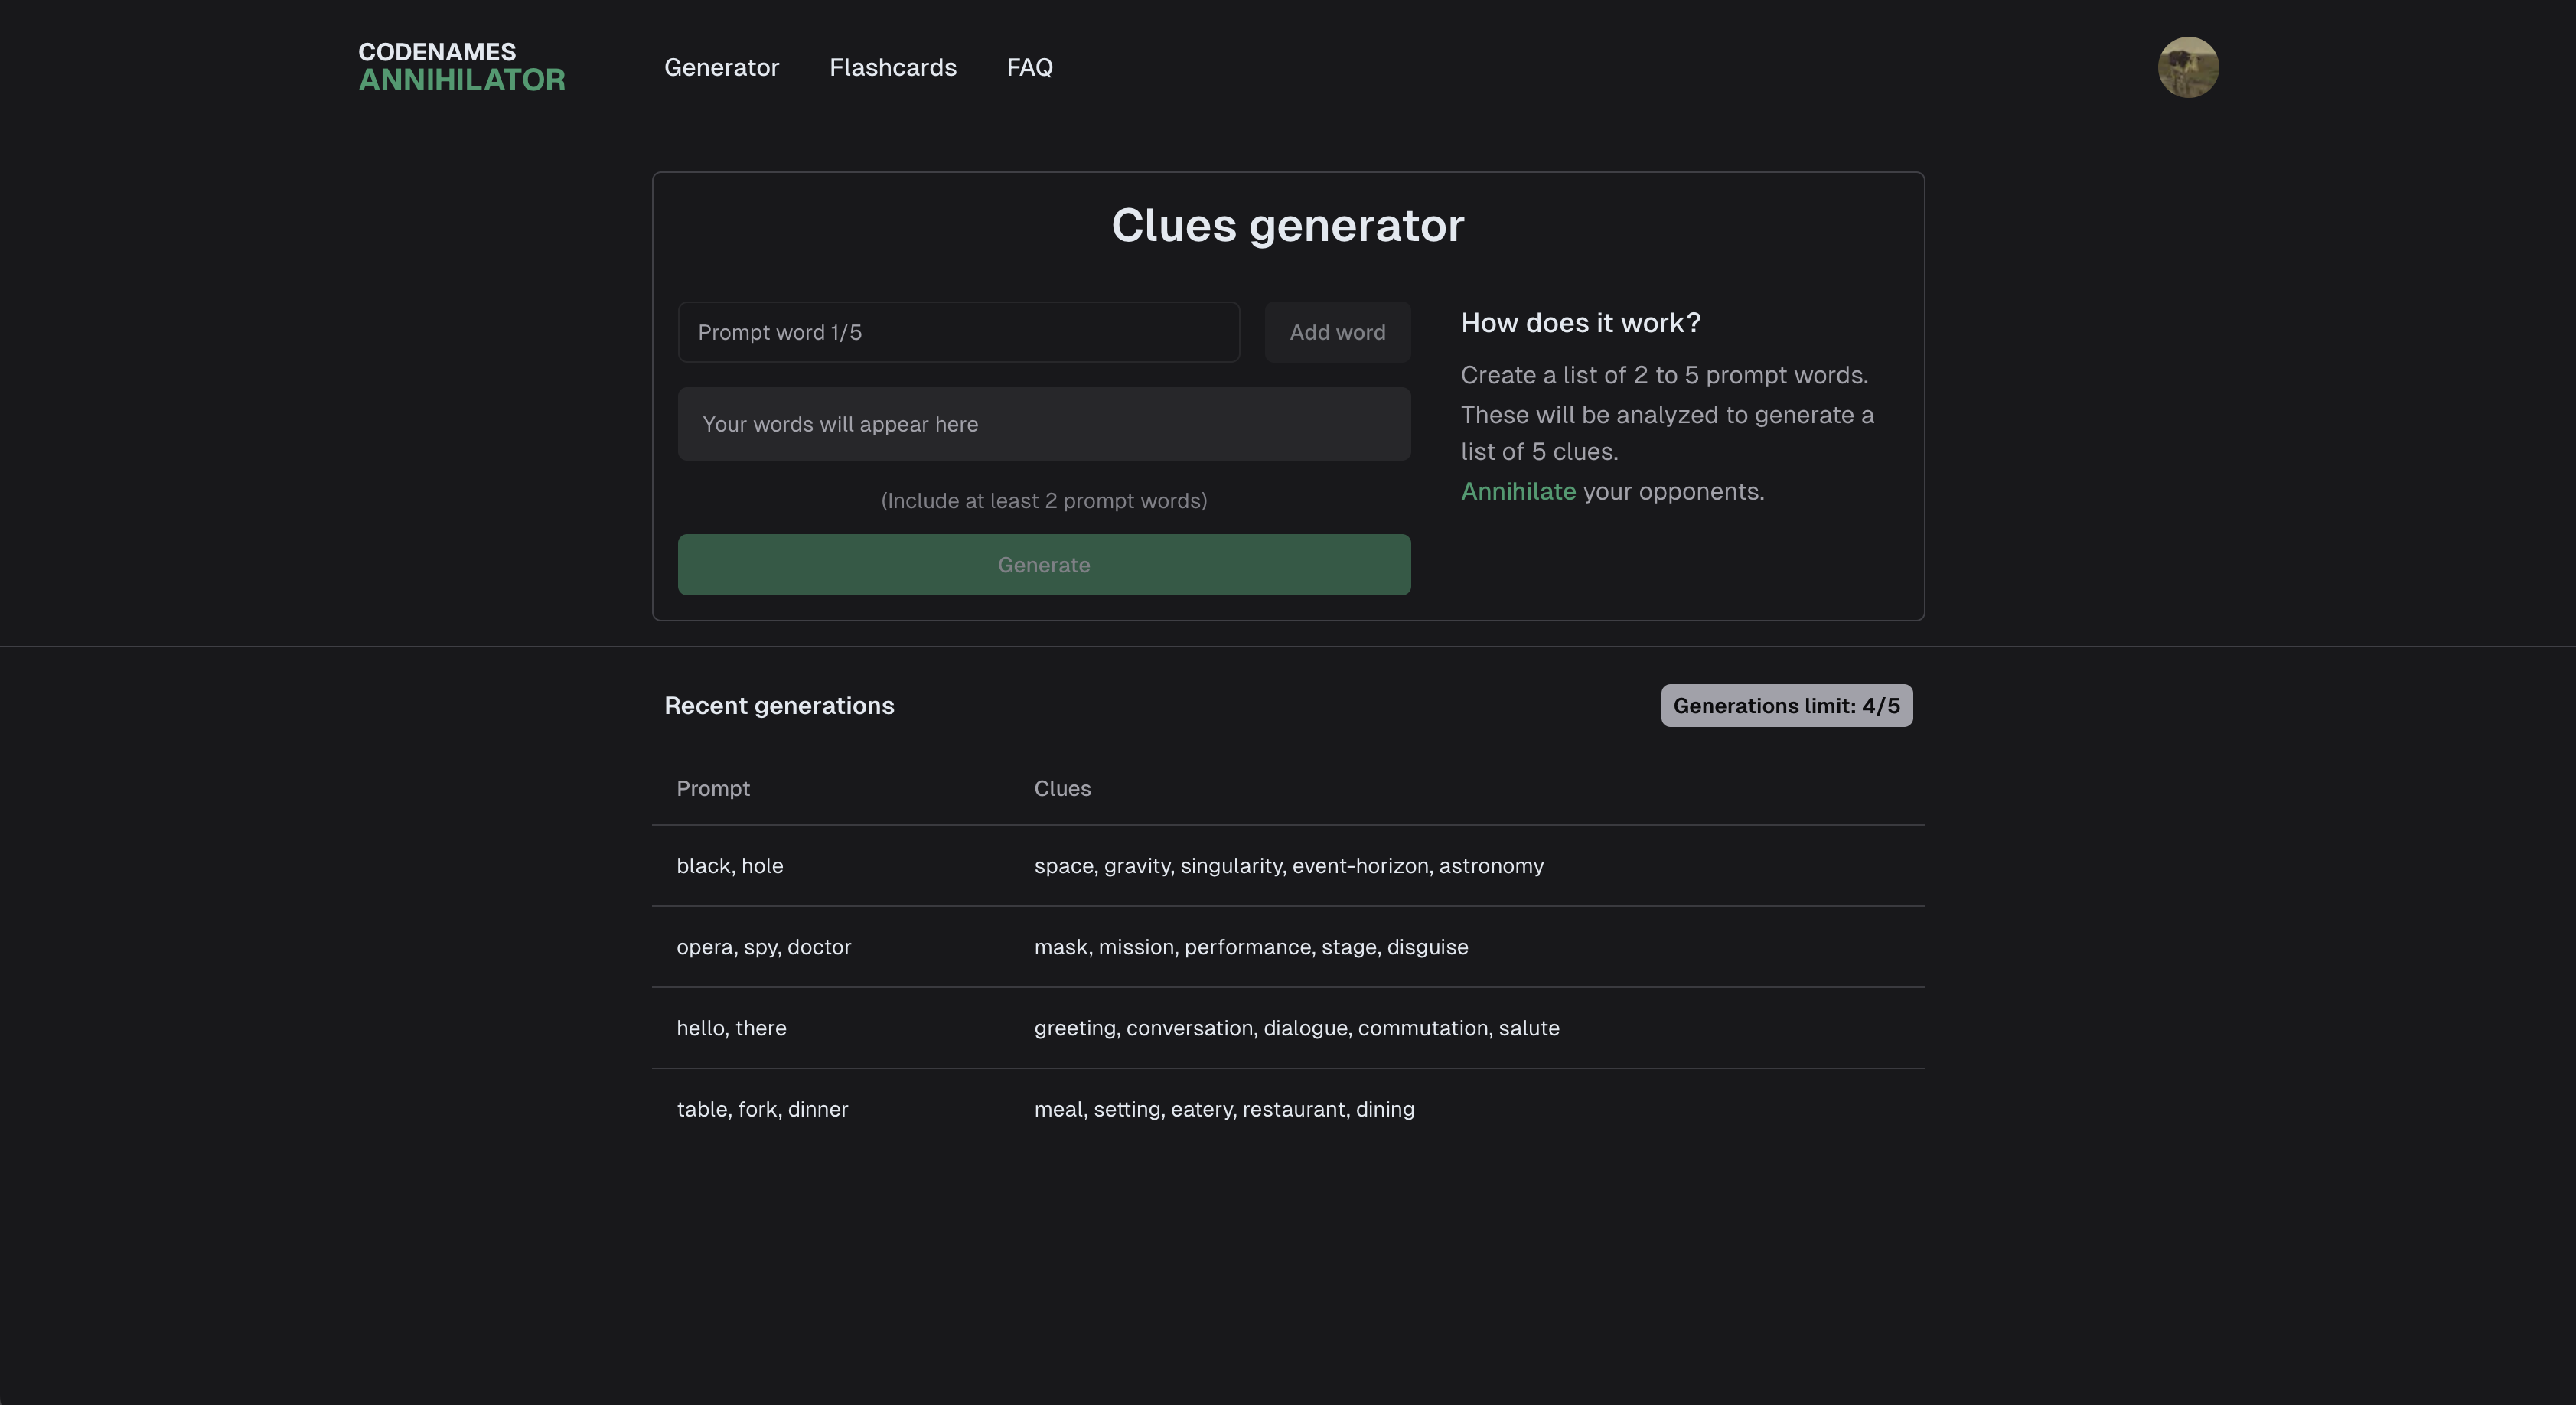 CODENAMES
ANNIHILATOR
Generator Flashcards FAQ
Clues generator
Prompt word 1/5
Add word
Your words will appear here
(Include at least 2 prompt words)
Generate
How does it work?
Create a list of 2 to 5 prompt words.
These will be analyzed to generate a
list of 5 clues.
Annihilate your opponents.
Recent generations
Generations limit: 4/5
Prompt Clues
black, hole space, gravity, singularity, event-horizon, astronomy
opera, spy, doctor mask, mission, performance, stage, disguise
hello, there greeting, conversation, dialogue, commutation, salute
table, fork, dinner meal, setting, eatery, restaurant, dining